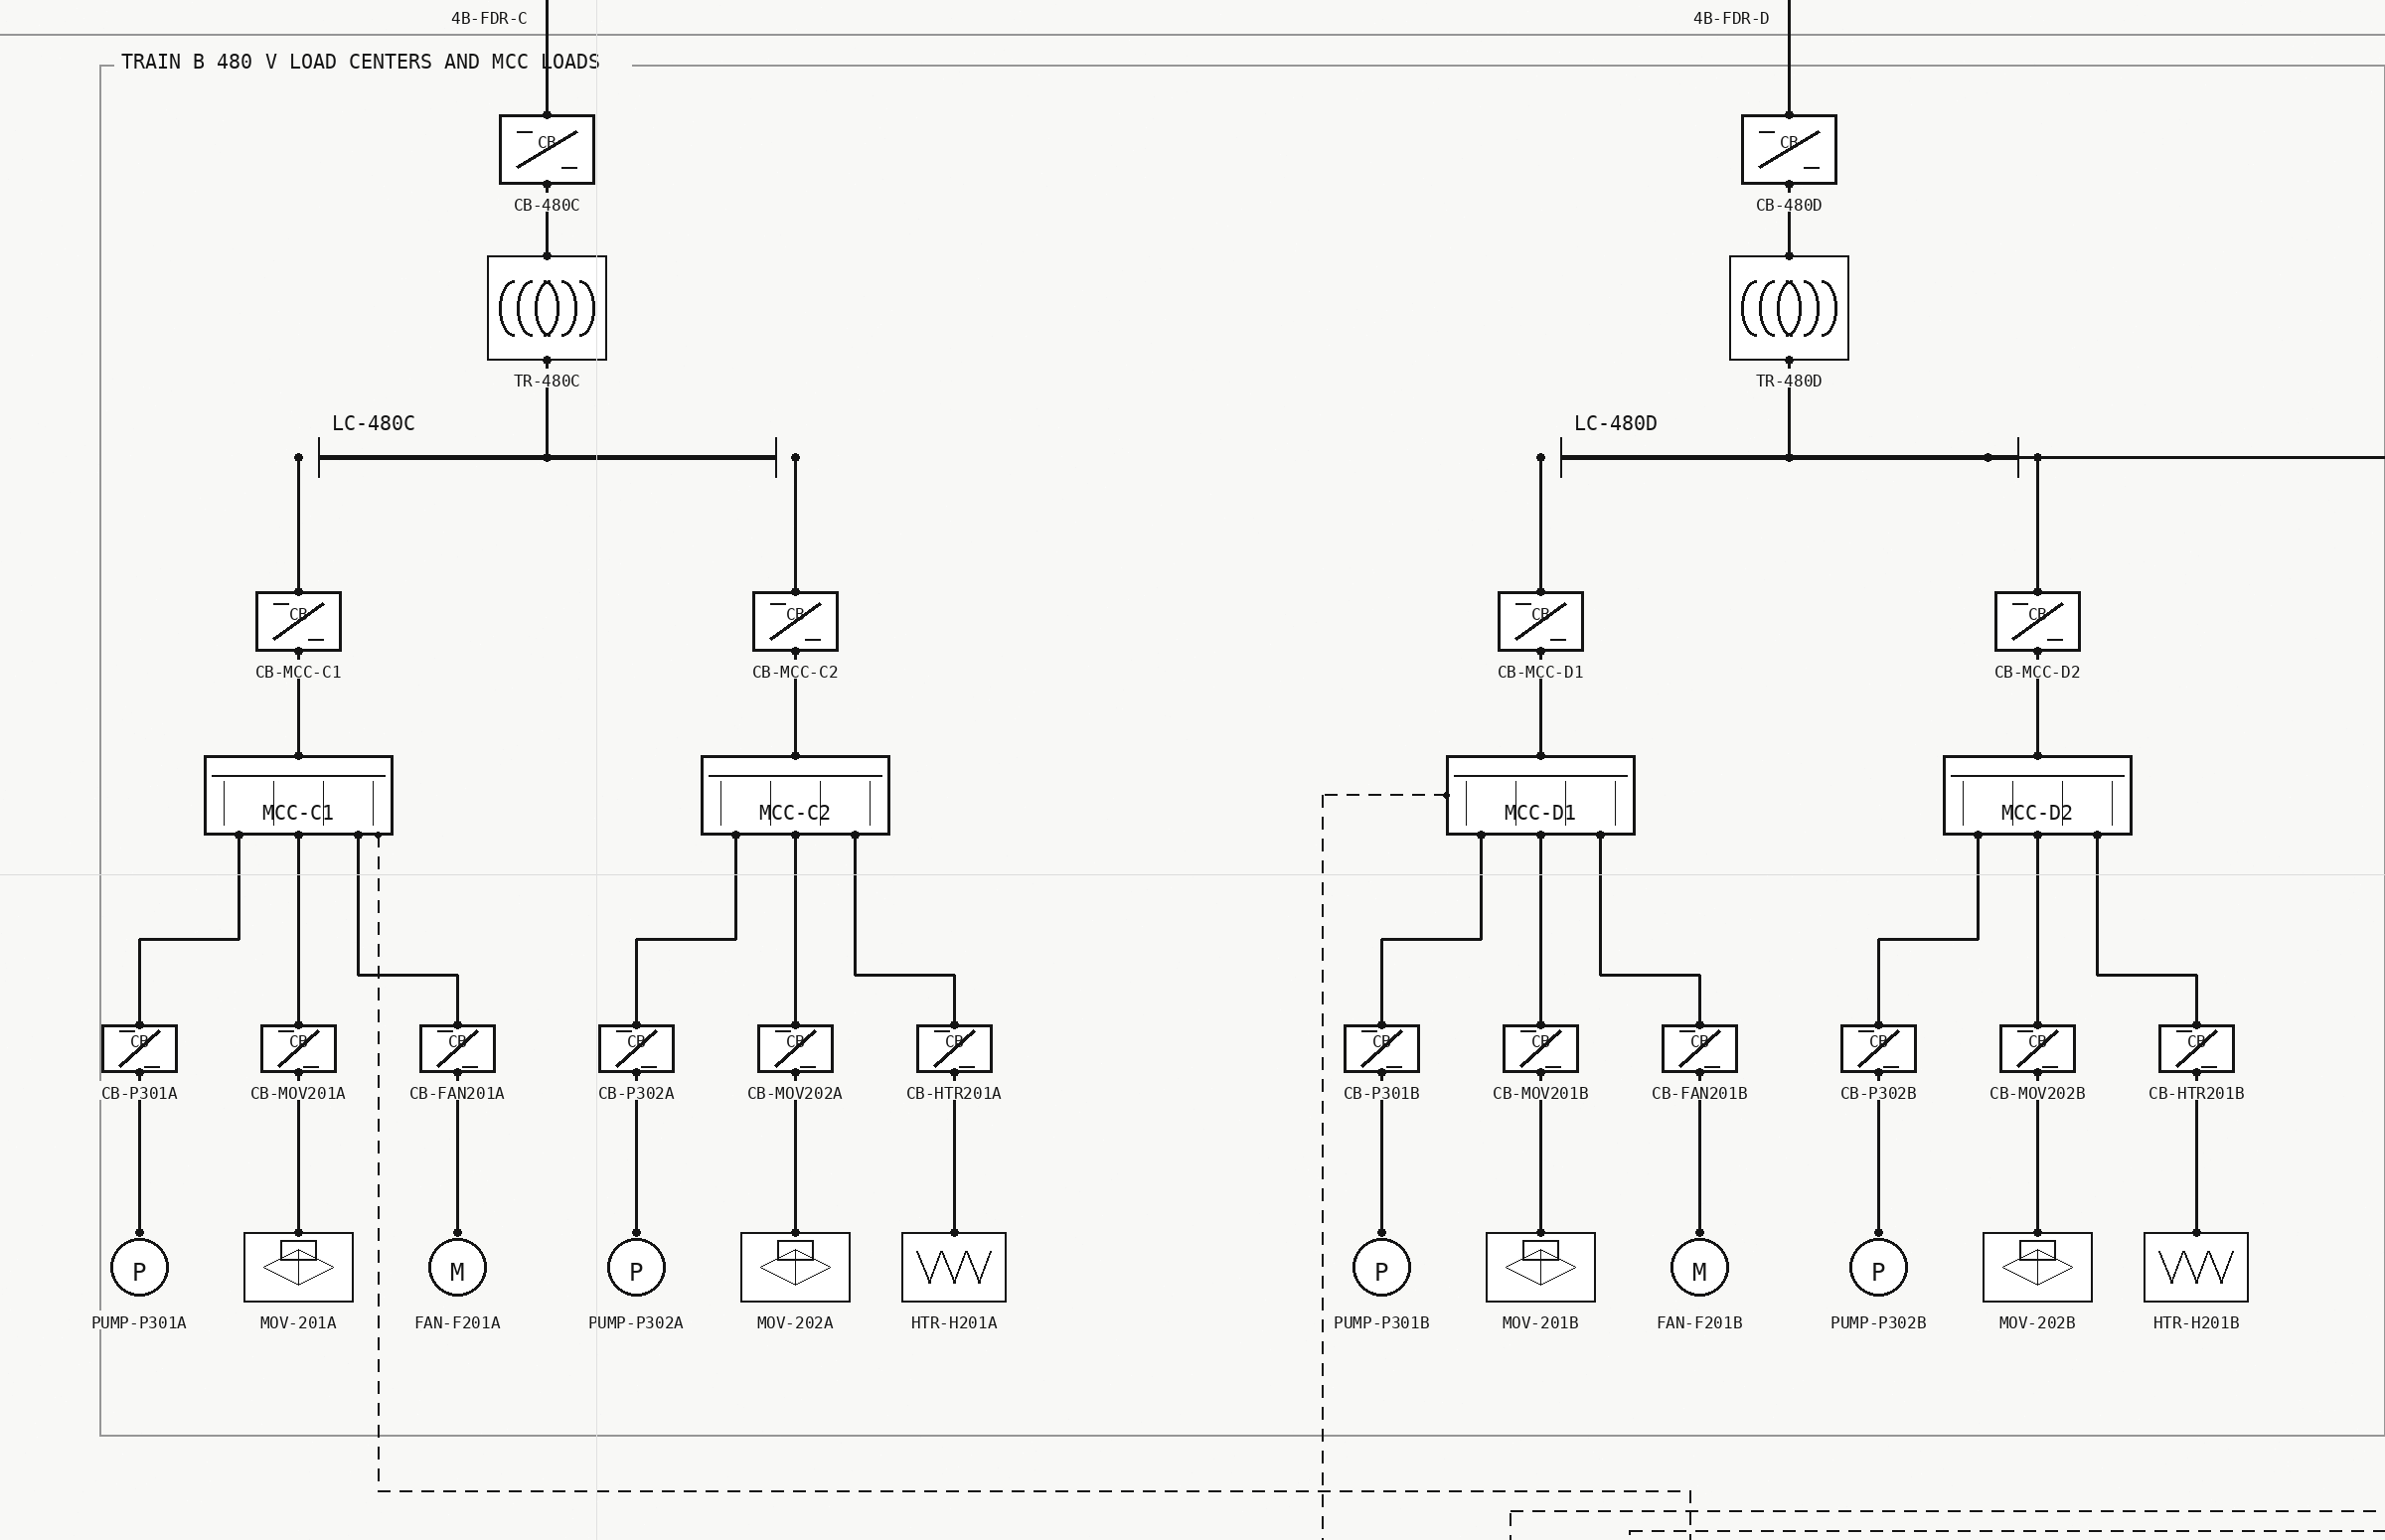 4B-FDR-C
4B-FDR-D
TRAIN B 480 V LOAD CENTERS AND MCC LOADS
CB
CB
CB-480C
CB-480D
TR-480C
TR-480D
LC-480C
LC-480D
CB
CB
CB
CB
CB-MCC-C1
CB-MCC-C2
CB-MCC-D1
CB-MCC-D2
MCC-C1
MCC-C2
MCC-D1
MCC-D2
CB
CB
CB
CB
CB
CB
CB
CB
CB
CB
CB
CB
CB-P301A
CB-MOV201A
CB-FAN201A
CB-P302A
CB-MOV202A
CB-HTR201A
CB-P301B
CB-MOV201B
CB-FAN201B
CB-P302B
CB-MOV202B
CB-HTR201B
P
M
P
P
M
P
PUMP-P301A
MOV-201A
FAN-F201A
PUMP-P302A
MOV-202A
HTR-H201A
PUMP-P301B
MOV-201B
FAN-F201B
PUMP-P302B
MOV-202B
HTR-H201B